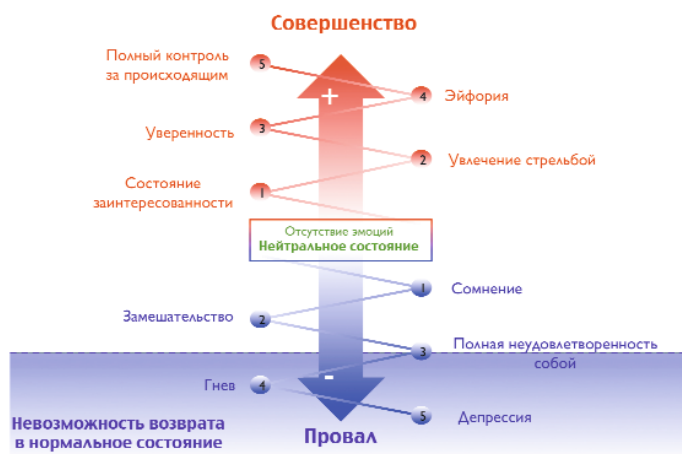 Совершенство
Полный контроль
за происходящим
5
+
4
Эйфория
Уверенность
3
2
Увлечение стрельбой
Состояние
заинтересованности
1
Отсутствие эмоций
Нейтральное состояние
1
Сомнение
Замешательство
2
3
Полная неудовлетворенность
собой
Гнев
4
-
5
Депрессия
Невозможность возврата
в нормальное состояние
Провал